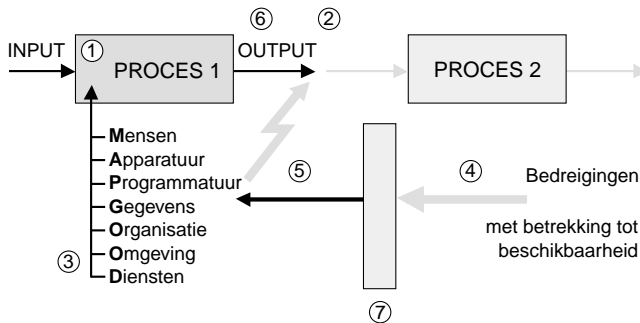 ⑥ ②
INPUT ① OUTPUT
PROCES 1
PROCES 2
Mensen
Apparatuur
Programmatuur
Gegevens
Organisatie
Omgeving
Diensten
③
⑤
④
Bedreigingen
met betrekking tot
beschikbaarheid
⑦